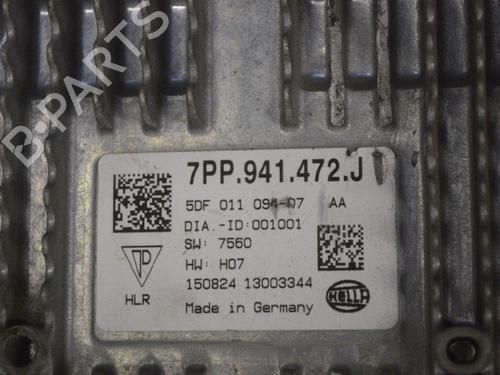 B-PARTS
7PP.941.472.J
5DF 011 094-07 AA
DIA.-ID:001001
SW: 7560
HW: H07
150824 13003344
HLR
Made in Germany
HELLA